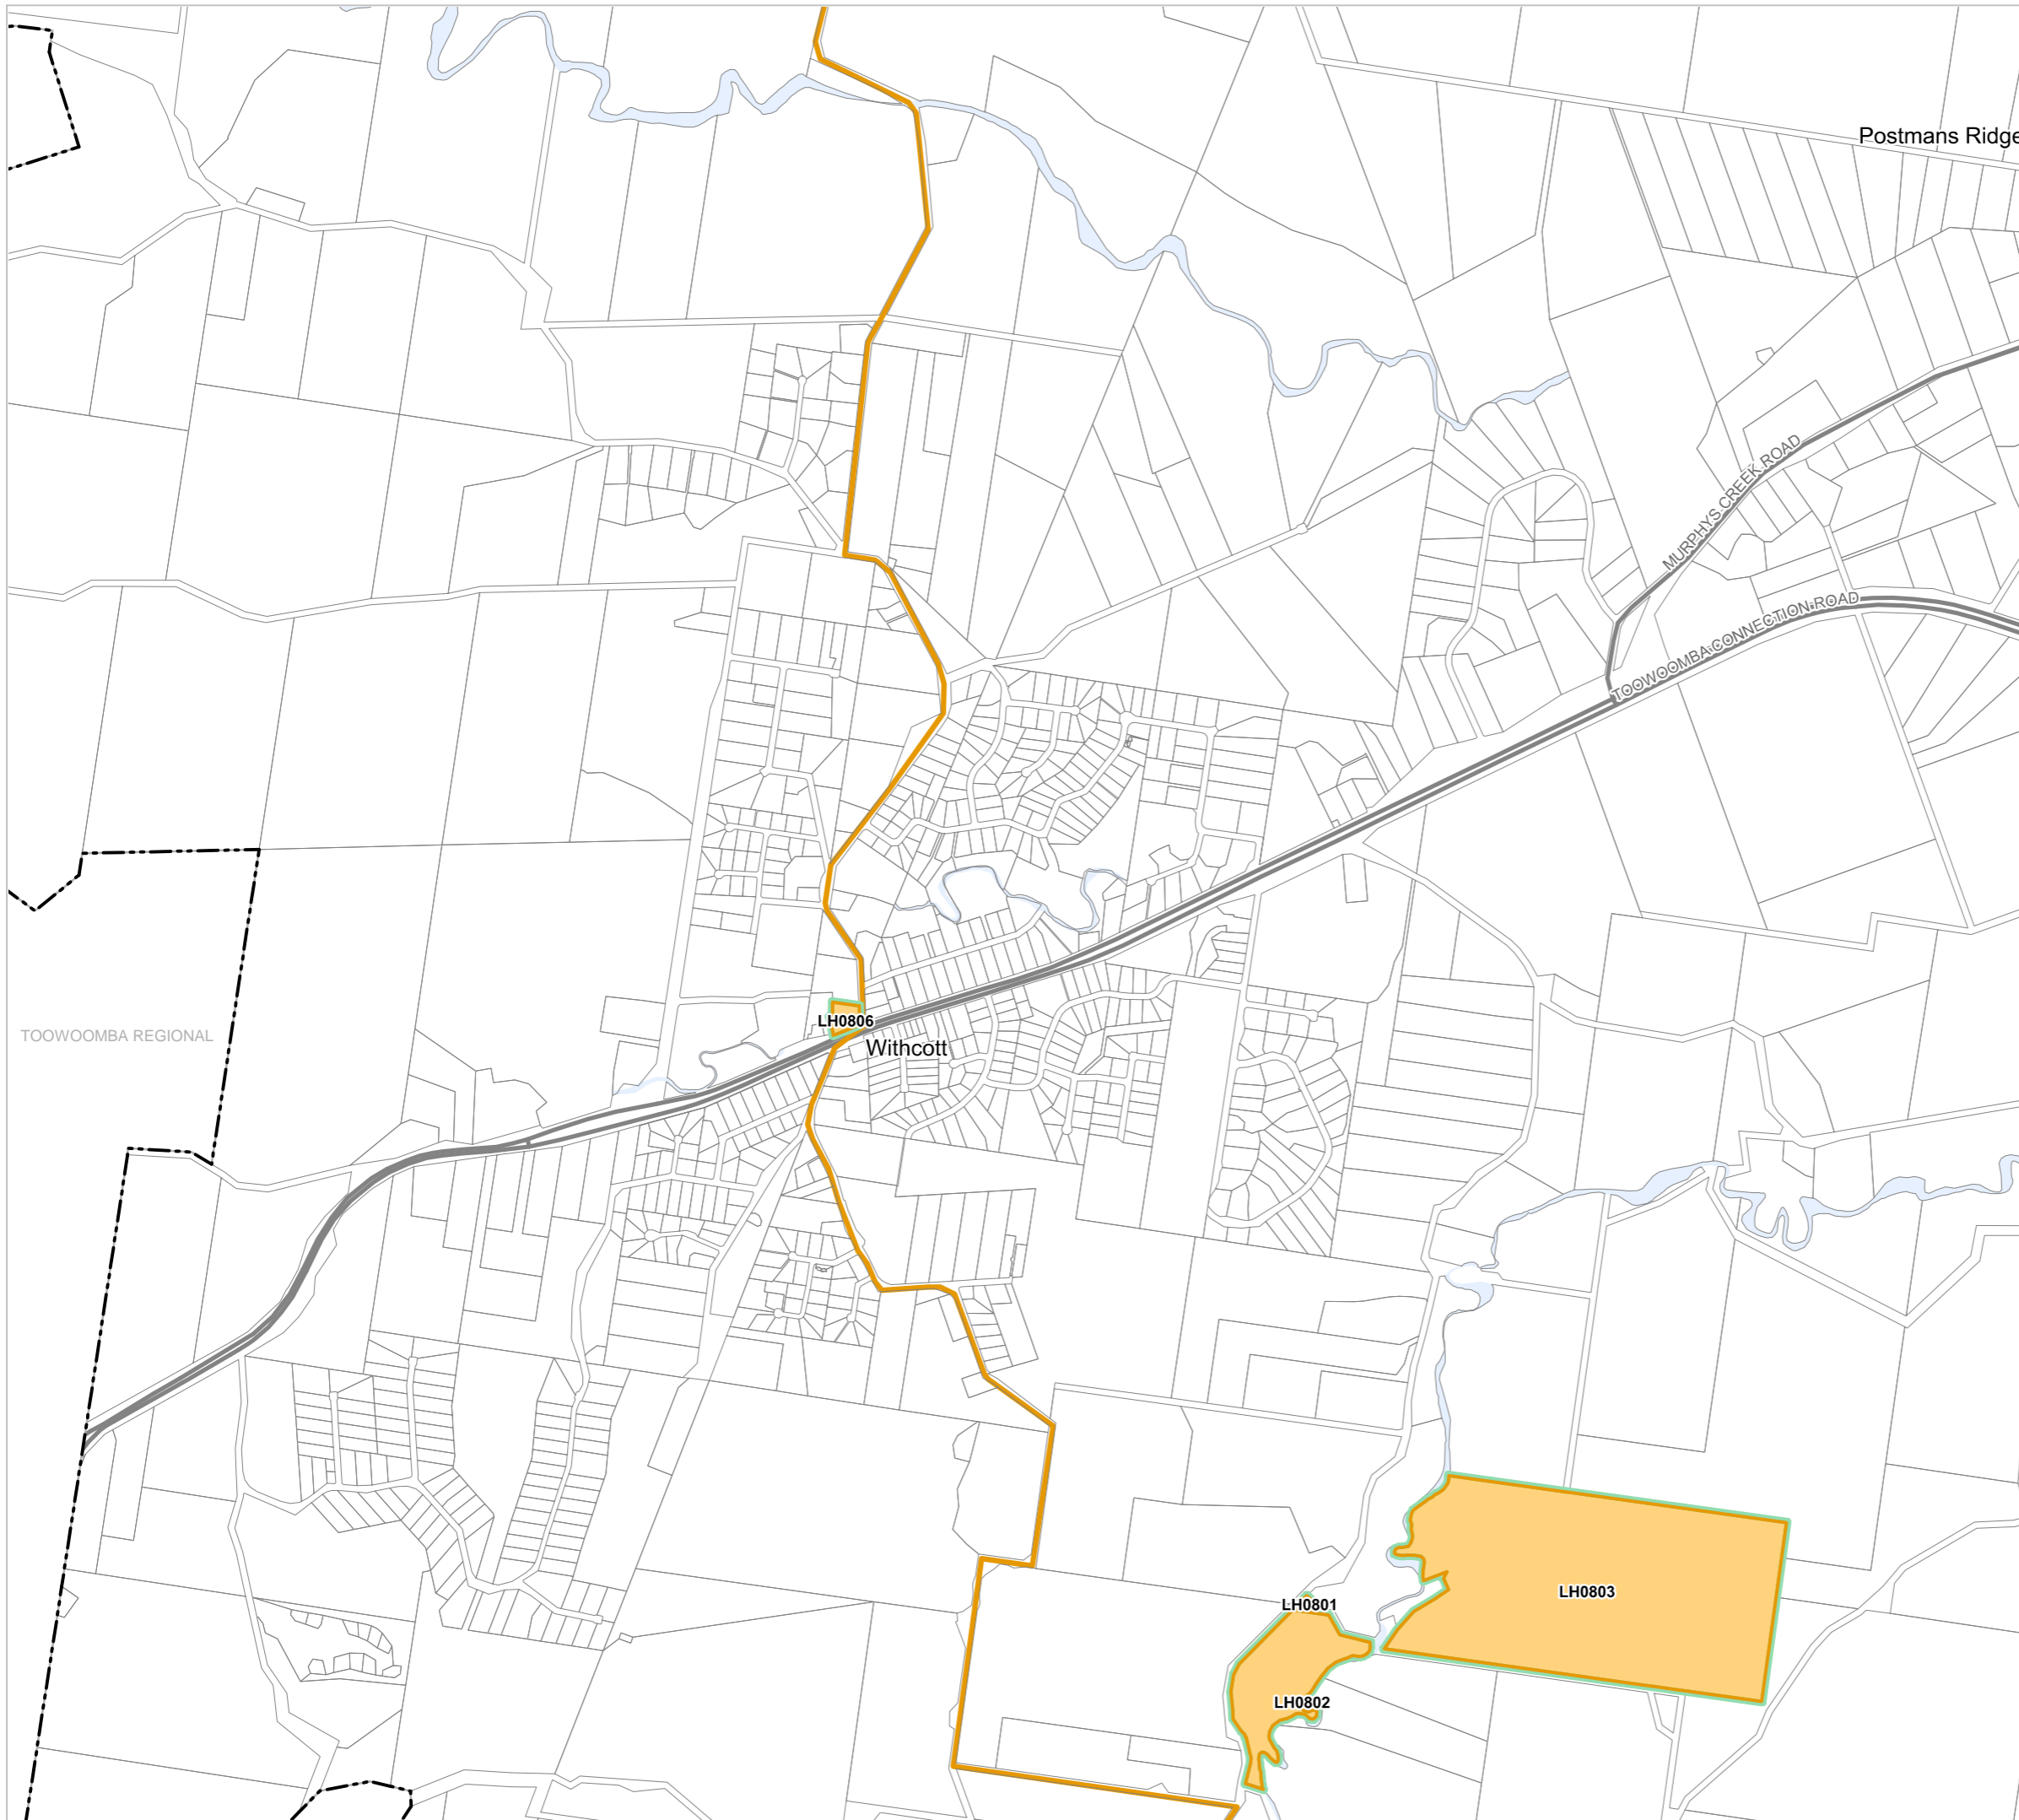 Postmans Ridge
MURPHYS CREEK ROAD
TOOWOOMBA CONNECTION ROAD
LH0806
TOOWOOMBA REGIONAL
Withcott
LH0803
LH0801
LH0802